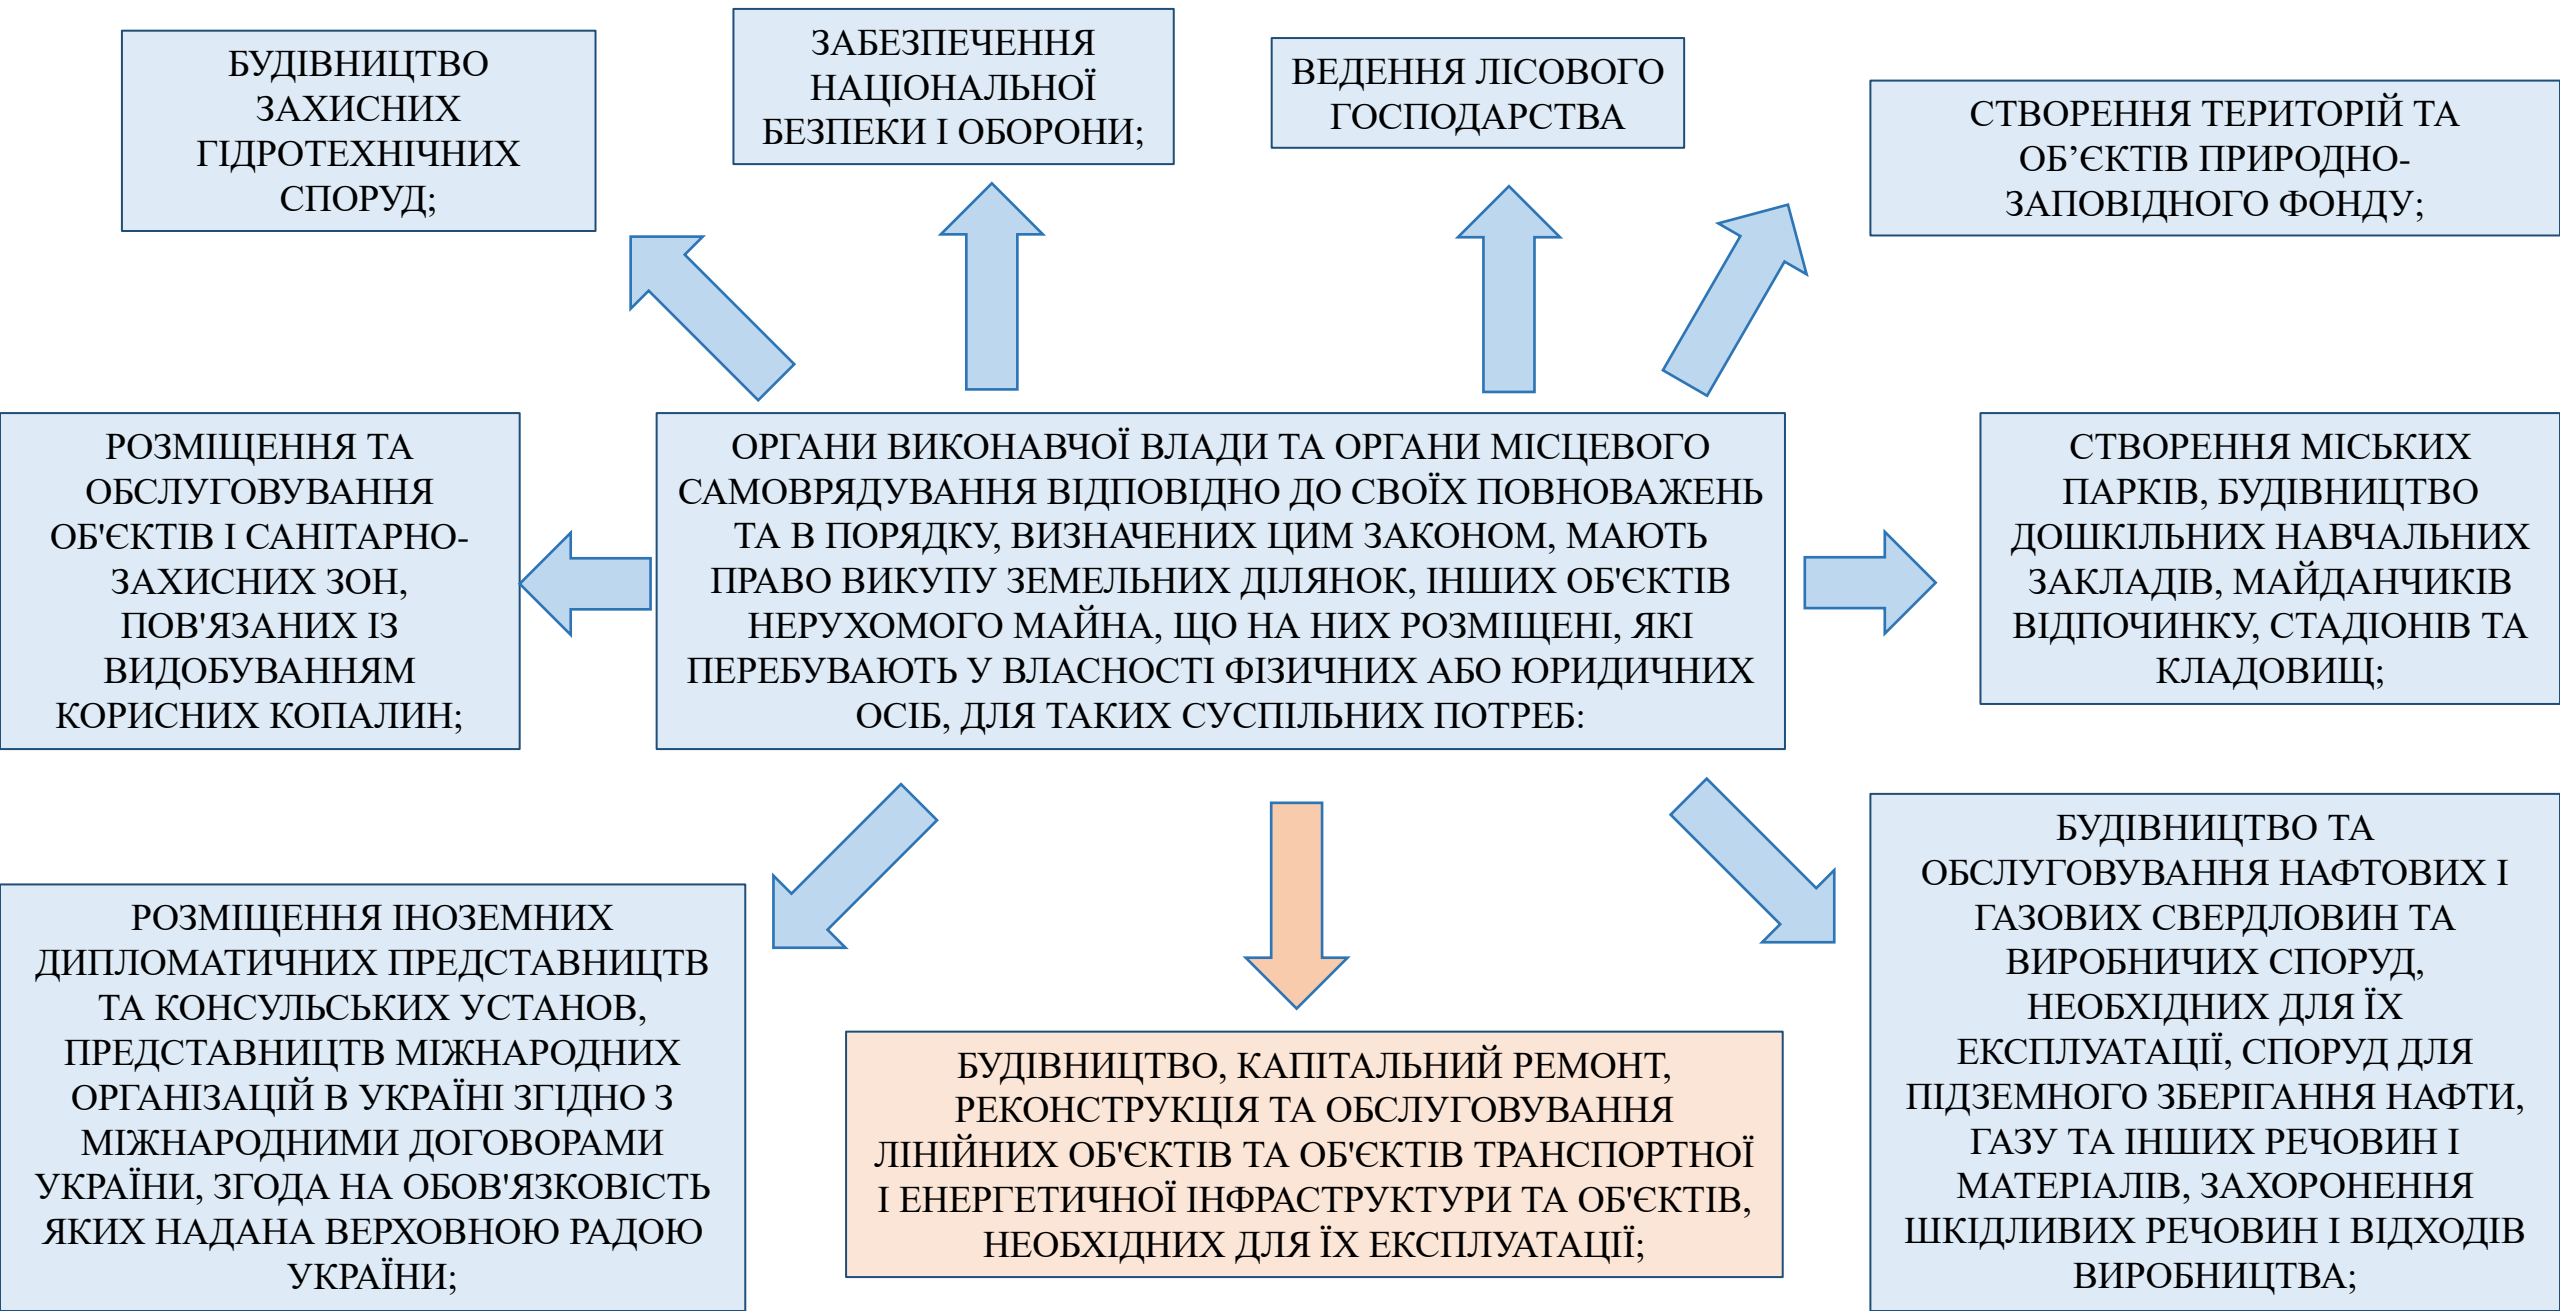 БУДІВНИЦТВО
ЗАХИСНИХ
ГІДРОТЕХНІЧНИХ
СПОРУД;
ЗАБЕЗПЕЧЕННЯ
НАЦІОНАЛЬНОЇ
БЕЗПЕКИ І ОБОРОНИ;
ВЕДЕННЯ ЛІСОВОГО
ГОСПОДАРСТВА
СТВОРЕННЯ ТЕРИТОРІЙ ТА
ОБ’ЄКТІВ ПРИРОДНО-
ЗАПОВІДНОГО ФОНДУ;
РОЗМІЩЕННЯ ТА
ОБСЛУГОВУВАННЯ
ОБ'ЄКТІВ І САНІТАРНО-
ЗАХИСНИХ ЗОН,
ПОВ'ЯЗАНИХ ІЗ
ВИДОБУВАННЯМ
КОРИСНИХ КОПАЛИН;
ОРГАНИ ВИКОНАВЧОЇ ВЛАДИ ТА ОРГАНИ МІСЦЕВОГО
САМОВРЯДУВАННЯ ВІДПОВІДНО ДО СВОЇХ ПОВНОВАЖЕНЬ
ТА В ПОРЯДКУ, ВИЗНАЧЕНИХ ЦИМ ЗАКОНОМ, МАЮТЬ
ПРАВО ВИКУПУ ЗЕМЕЛЬНИХ ДІЛЯНОК, ІНШИХ ОБ'ЄКТІВ
НЕРУХОМОГО МАЙНА, ЩО НА НИХ РОЗМІЩЕНІ, ЯКІ
ПЕРЕБУВАЮТЬ У ВЛАСНОСТІ ФІЗИЧНИХ АБО ЮРИДИЧНИХ
ОСІБ, ДЛЯ ТАКИХ СУСПІЛЬНИХ ПОТРЕБ:
СТВОРЕННЯ МІСЬКИХ
ПАРКІВ, БУДІВНИЦТВО
ДОШКІЛЬНИХ НАВЧАЛЬНИХ
ЗАКЛАДІВ, МАЙДАНЧИКІВ
ВІДПОЧИНКУ, СТАДІОНІВ ТА
КЛАДОВИЩ;
РОЗМІЩЕННЯ ІНОЗЕМНИХ
ДИПЛОМАТИЧНИХ ПРЕДСТАВНИЦТВ
ТА КОНСУЛЬСЬКИХ УСТАНОВ,
ПРЕДСТАВНИЦТВ МІЖНАРОДНИХ
ОРГАНІЗАЦІЙ В УКРАЇНІ ЗГІДНО З
МІЖНАРОДНИМИ ДОГОВОРАМИ
УКРАЇНИ, ЗГОДА НА ОБОВ'ЯЗКОВІСТЬ
ЯКИХ НАДАНА ВЕРХОВНОЮ РАДОЮ
УКРАЇНИ;
БУДІВНИЦТВО, КАПІТАЛЬНИЙ РЕМОНТ,
РЕКОНСТРУКЦІЯ ТА ОБСЛУГОВУВАННЯ
ЛІНІЙНИХ ОБ'ЄКТІВ ТА ОБ'ЄКТІВ ТРАНСПОРТНОЇ
І ЕНЕРГЕТИЧНОЇ ІНФРАСТРУКТУРИ ТА ОБ'ЄКТІВ,
НЕОБХІДНИХ ДЛЯ ЇХ ЕКСПЛУАТАЦІЇ;
БУДІВНИЦТВО ТА
ОБСЛУГОВУВАННЯ НАФТОВИХ І
ГАЗОВИХ СВЕРДЛОВИН ТА
ВИРОБНИЧИХ СПОРУД,
НЕОБХІДНИХ ДЛЯ ЇХ
ЕКСПЛУАТАЦІЇ, СПОРУД ДЛЯ
ПІДЗЕМНОГО ЗБЕРІГАННЯ НАФТИ,
ГАЗУ ТА ІНШИХ РЕЧОВИН І
МАТЕРІАЛІВ, ЗАХОРОНЕННЯ
ШКІДЛИВИХ РЕЧОВИН І ВІДХОДІВ
ВИРОБНИЦТВА;